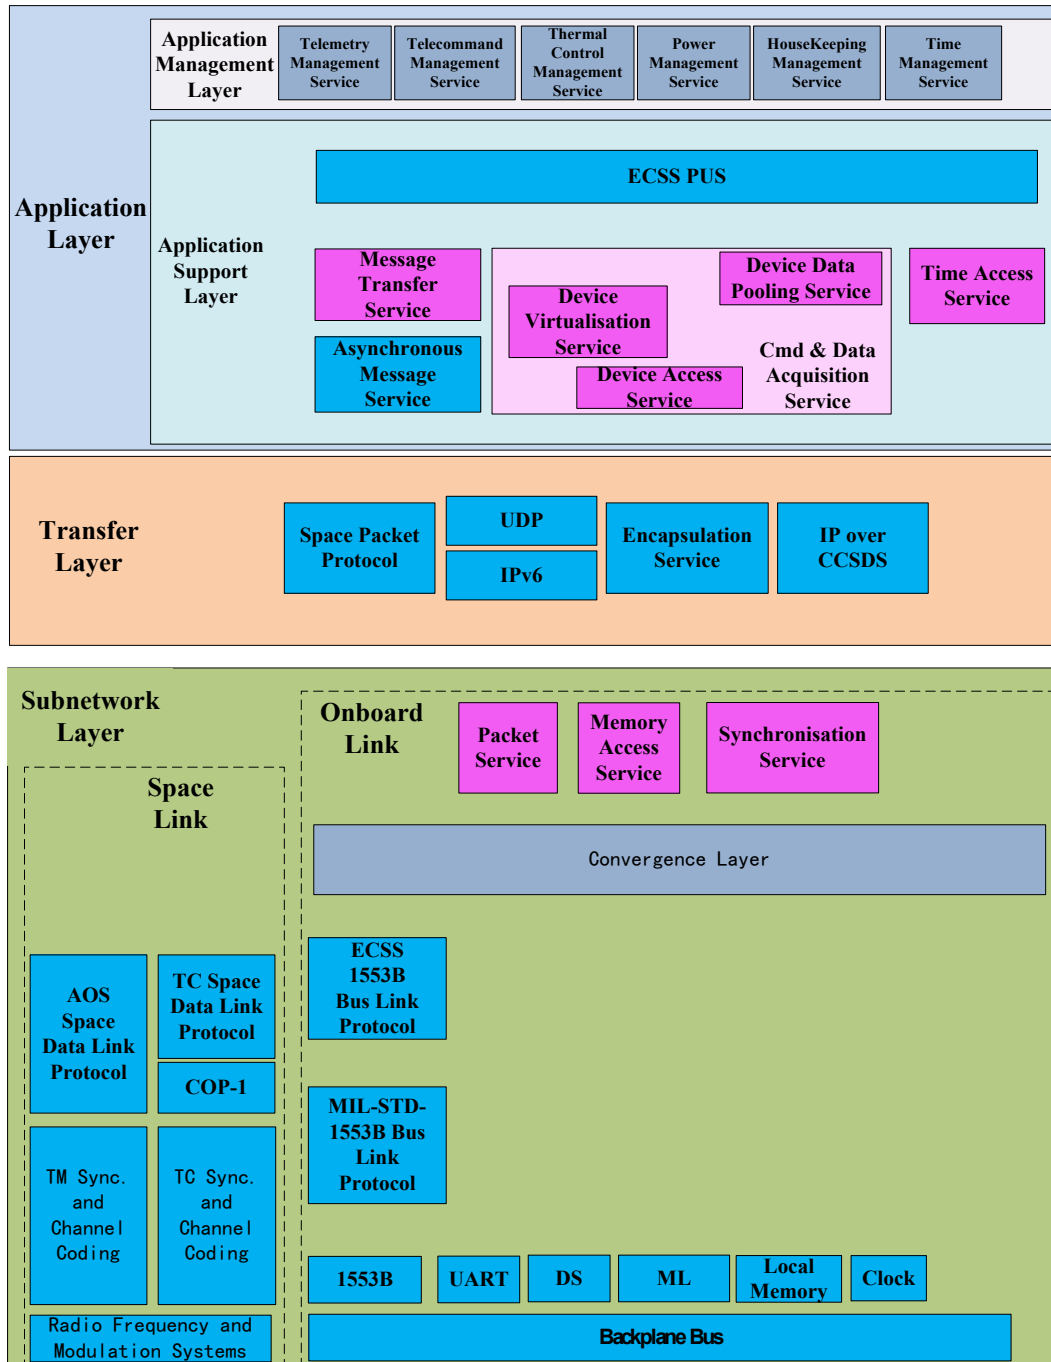 Application
Management
Layer
Telemetry
Management
Service
Telecommand
Management
Service
Thermal
Control
Management
Service
Power
Management
Service
HouseKeeping
Management
Service
Time
Management
Service
Application
Layer
Application
Support
Layer
ECSS PUS
Message
Transfer
Service
Asynchronous
Message
Service
Device
Virtualisation
Service
Device Data
Pooling Service
Device Access
Service
Cmd & Data
Acquisition
Service
Time Access
Service
Transfer
Layer
Space Packet
Protocol
UDP
IPv6
Encapsulation
Service
IP over
CCSDS
Subnetwork
Layer
Space
Link
AOS
Space
Data Link
Protocol
TC Space
Data Link
Protocol
COP-1
TM Sync.
and
Channel
Coding
TC Sync.
and
Channel
Coding
Radio Frequency and
Modulation Systems
Onboard
Link
Packet
Service
Memory
Access
Service
Synchronisation
Service
Convergence Layer
ECSS
1553B
Bus Link
Protocol
MIL-STD-
1553B Bus
Link
Protocol
1553B
UART
DS
ML
Local
Memory
Clock
Backplane Bus